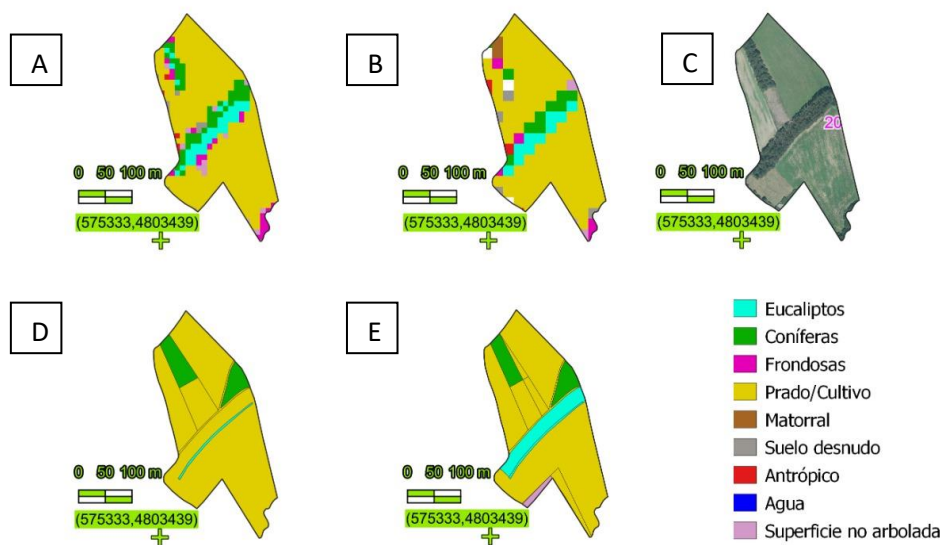 A
0 50 100 m
(575333,4803439)
B
0 50 100 m
(575333,4803439)
C
20
0 50 100 m
(575333,4803439)
D
0 50 100 m
(575333,4803439)
E
0 50 100 m
(575333,4803439)
Eucaliptos
Coníferas
Frondosas
Prado/Cultivo
Matorral
Suelo desnudo
Antrópico
Agua
Superficie no arbolada